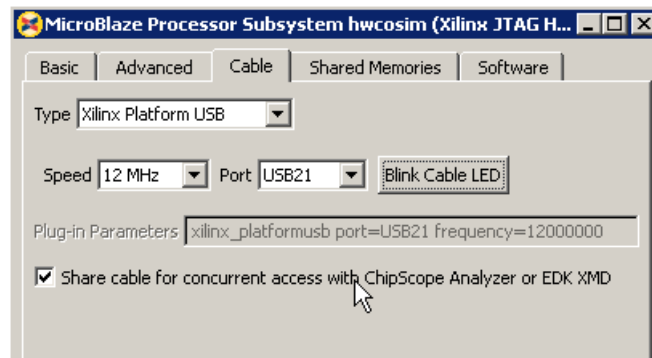 MicroBlaze Processor Subsystem hwcosim (Xilinx JTAG H...
Basic Advanced Cable Shared Memories Software
Type Xilinx Platform USB
Speed 12 MHz Port USB21 Blink Cable LED
Plug-in Parameters xilinx_platformusb port=USB21 frequency=12000000
Share cable for concurrent access with ChipScope Analyzer or EDK XMD